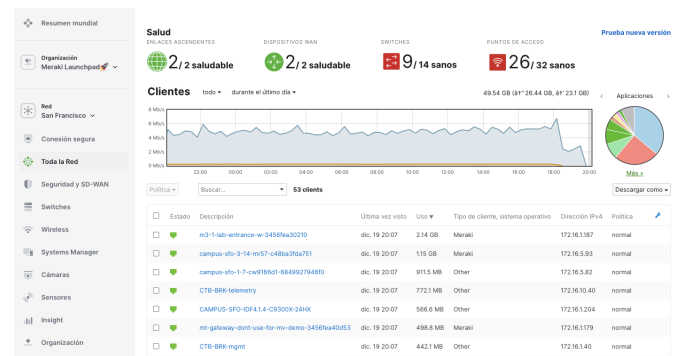 Resumen mundial
Organización
Meraki Launchpad🚀
Red
San Francisco
Conexión segure
Toda la Red
Seguridad y SD-WAN
Switches
Wireless
Systems Manager
Cámaras
Sensores
Insight
Organización
Salud
Prueba nueva versión
ENLACES ASCENDENTES
DISPOSITIVOS WAN
SWITCHES
PUNTOS DE ACCESO
2 / 2 saludable
2 / 2 saludable
9 / 14 sanos
26 / 32 sanos
Clientes todo durante el último día
49.54 GB (â†" 26.44 GB, â†' 23.1 GB)
Aplicaciones
8 Mb/s
6 Mb/s
4 Mb/s
2 Mb/s
0 Mb/s
22:00 00:00 02:00 04:00 06:00 08:00 10:00 12:00 14:00 16:00 18:00 20:00
Más »
Política Buscar... 53 clients Descargar como
Estado Descripción Última vez visto Uso Tipo de cliente, sistema operativo Dirección IPv4 Política
m3-1-lab-entrance-w-3456fea30210 dic. 19 20:07 2.14 GB Meraki 172.16.1.187 normal
campus-sfo-3-14-mr57-c48ba3fda751 dic. 19 20:07 1.15 GB Meraki 172.16.5.93 normal
campus-sfo-1-7-cw9166d1-6849927946f0 dic. 19 20:07 911.5 MB Other 172.16.5.82 normal
CTB-BRK-telemetry dic. 19 20:07 772.1 MB Other 172.16.10.40 normal
CAMPUS-SFO-IDF4.1.4-C9300X-24HX dic. 19 20:07 566.6 MB Other 172.16.1.204 normal
mt-gateway-dont-use-for-mv-demo-3456fea40d53 dic. 19 20:07 498.8 MB Meraki 172.16.1.179 normal
CTB-BRK-mgmt dic. 19 20:07 442.1 MB Other 172.16.1.40 normal